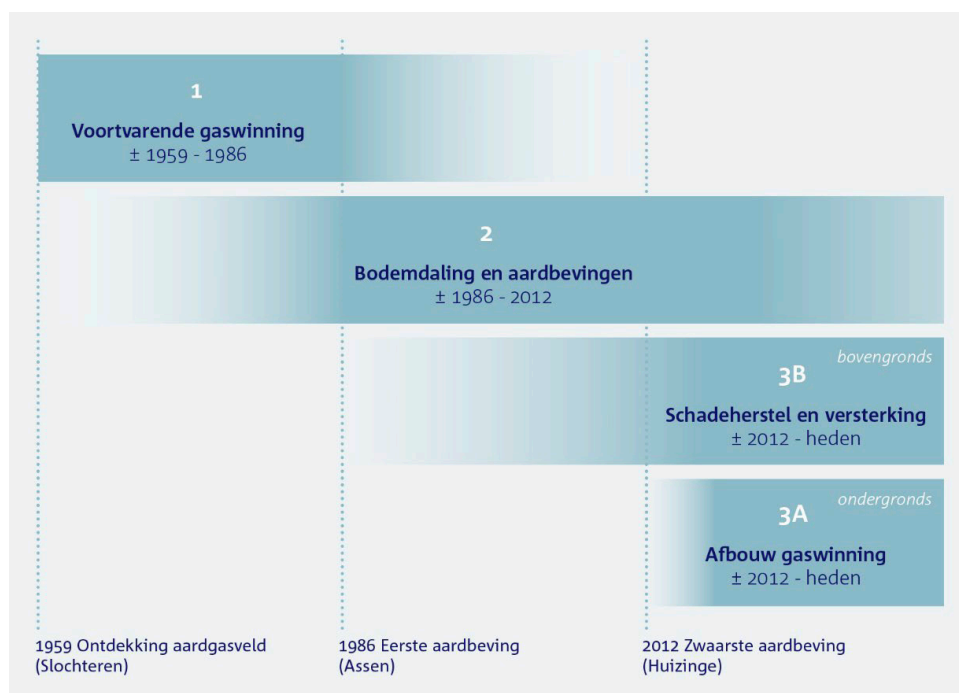 1
Voortvarende gaswinning
± 1959 - 1986
2
Bodemdaling en aardbevingen
± 1986 - 2012
bovengronds
3B
Schadeherstel en versterking
± 2012 - heden
ondergronds
3A
Afbouw gaswinning
± 2012 - heden
1959 Ontdekking aardgasveld
(Slochteren)
1986 Eerste aardbeving
(Assen)
2012 Zwaarste aardbeving
(Huizinge)